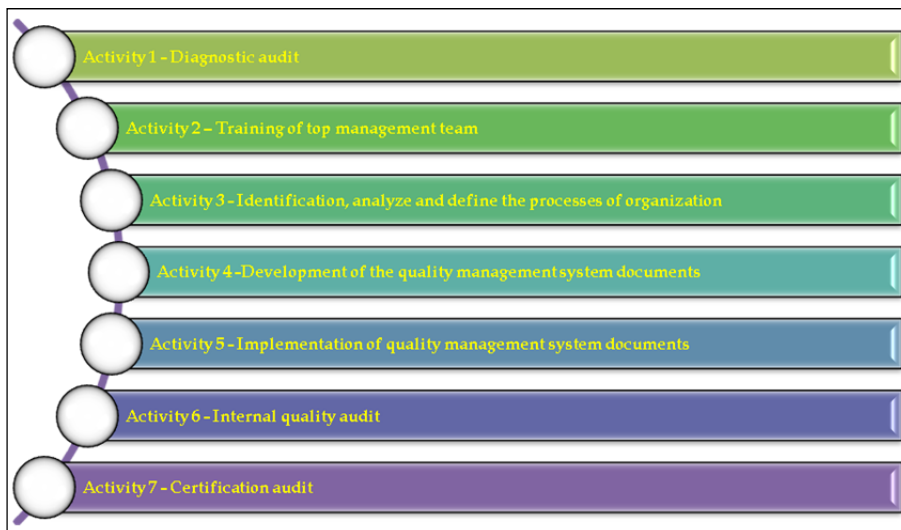 Activity 1 - Diagnostic audit
Activity 2 – Training of top management team
Activity 3 - Identification, analyze and define the processes of organization
Activity 4 -Development of the quality management system documents
Activity 5 - Implementation of quality management system documents
Activity 6 - Internal quality audit
Activity 7 - Certification audit